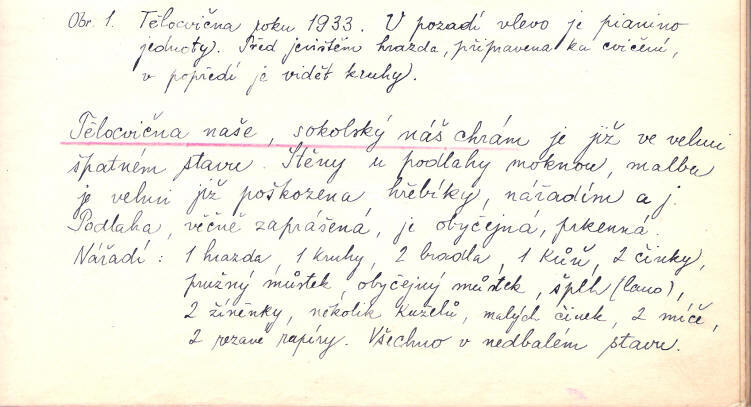 Obr. 1. Tělocvična roku 1933. V pozadí vlevo je pianino
jednoty. Před jevištěm hrazda, připravena ku cvičení,
v popředí je vidět kruhy.
Tělocvična naše, sokolský náš chrám je již ve velmi
špatném stavu. Stěny u podlahy moknou, malba
je velmi již poškozena hřebíky, nářadím a j.
Podlaha, věčně zaprášená, je obyčejná, prkenná.
Nářadí: 1 hrazda, 1 kruhy, 2 bradla, 1 kůň, 2 činky,
pružný můstek, obyčejný můstek, šplh (lano),
2 žíněnky, několik kuželů, malých činek, 2 míče,
2 rezavé rapíry. Všechno v nedbalém stavu.